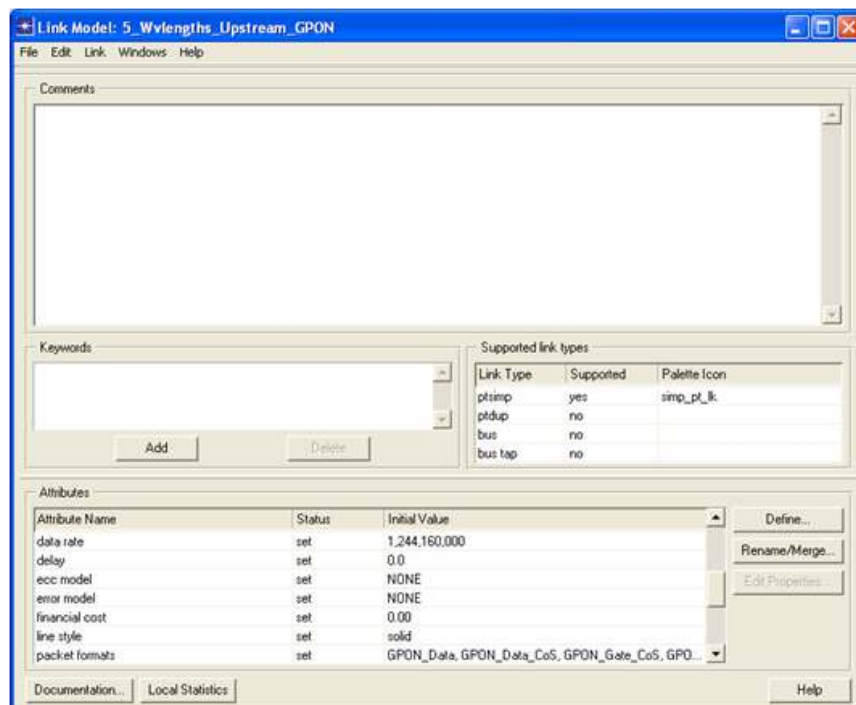 Link Model: 5_Wvlengths_Upstream_GPON
File Edit Link Windows Help
Comments
Keywords
Add Delete
Supported link types
Link Type Supported Palette Icon
ptsimp yes simp_pt_lk
ptdup no
bus no
bus tap no
Attributes
Attribute Name Status Initial Value
data rate set 1,244,160,000
delay set 0.0
ecc model set NONE
error model set NONE
financial cost set 0.00
line style set solid
packet formats set GPON_Data, GPON_Data_CoS, GPON_Gate_CoS, GPO...
Define...
Rename/Merge...
Edit Properties...
Documentation... Local Statistics Help